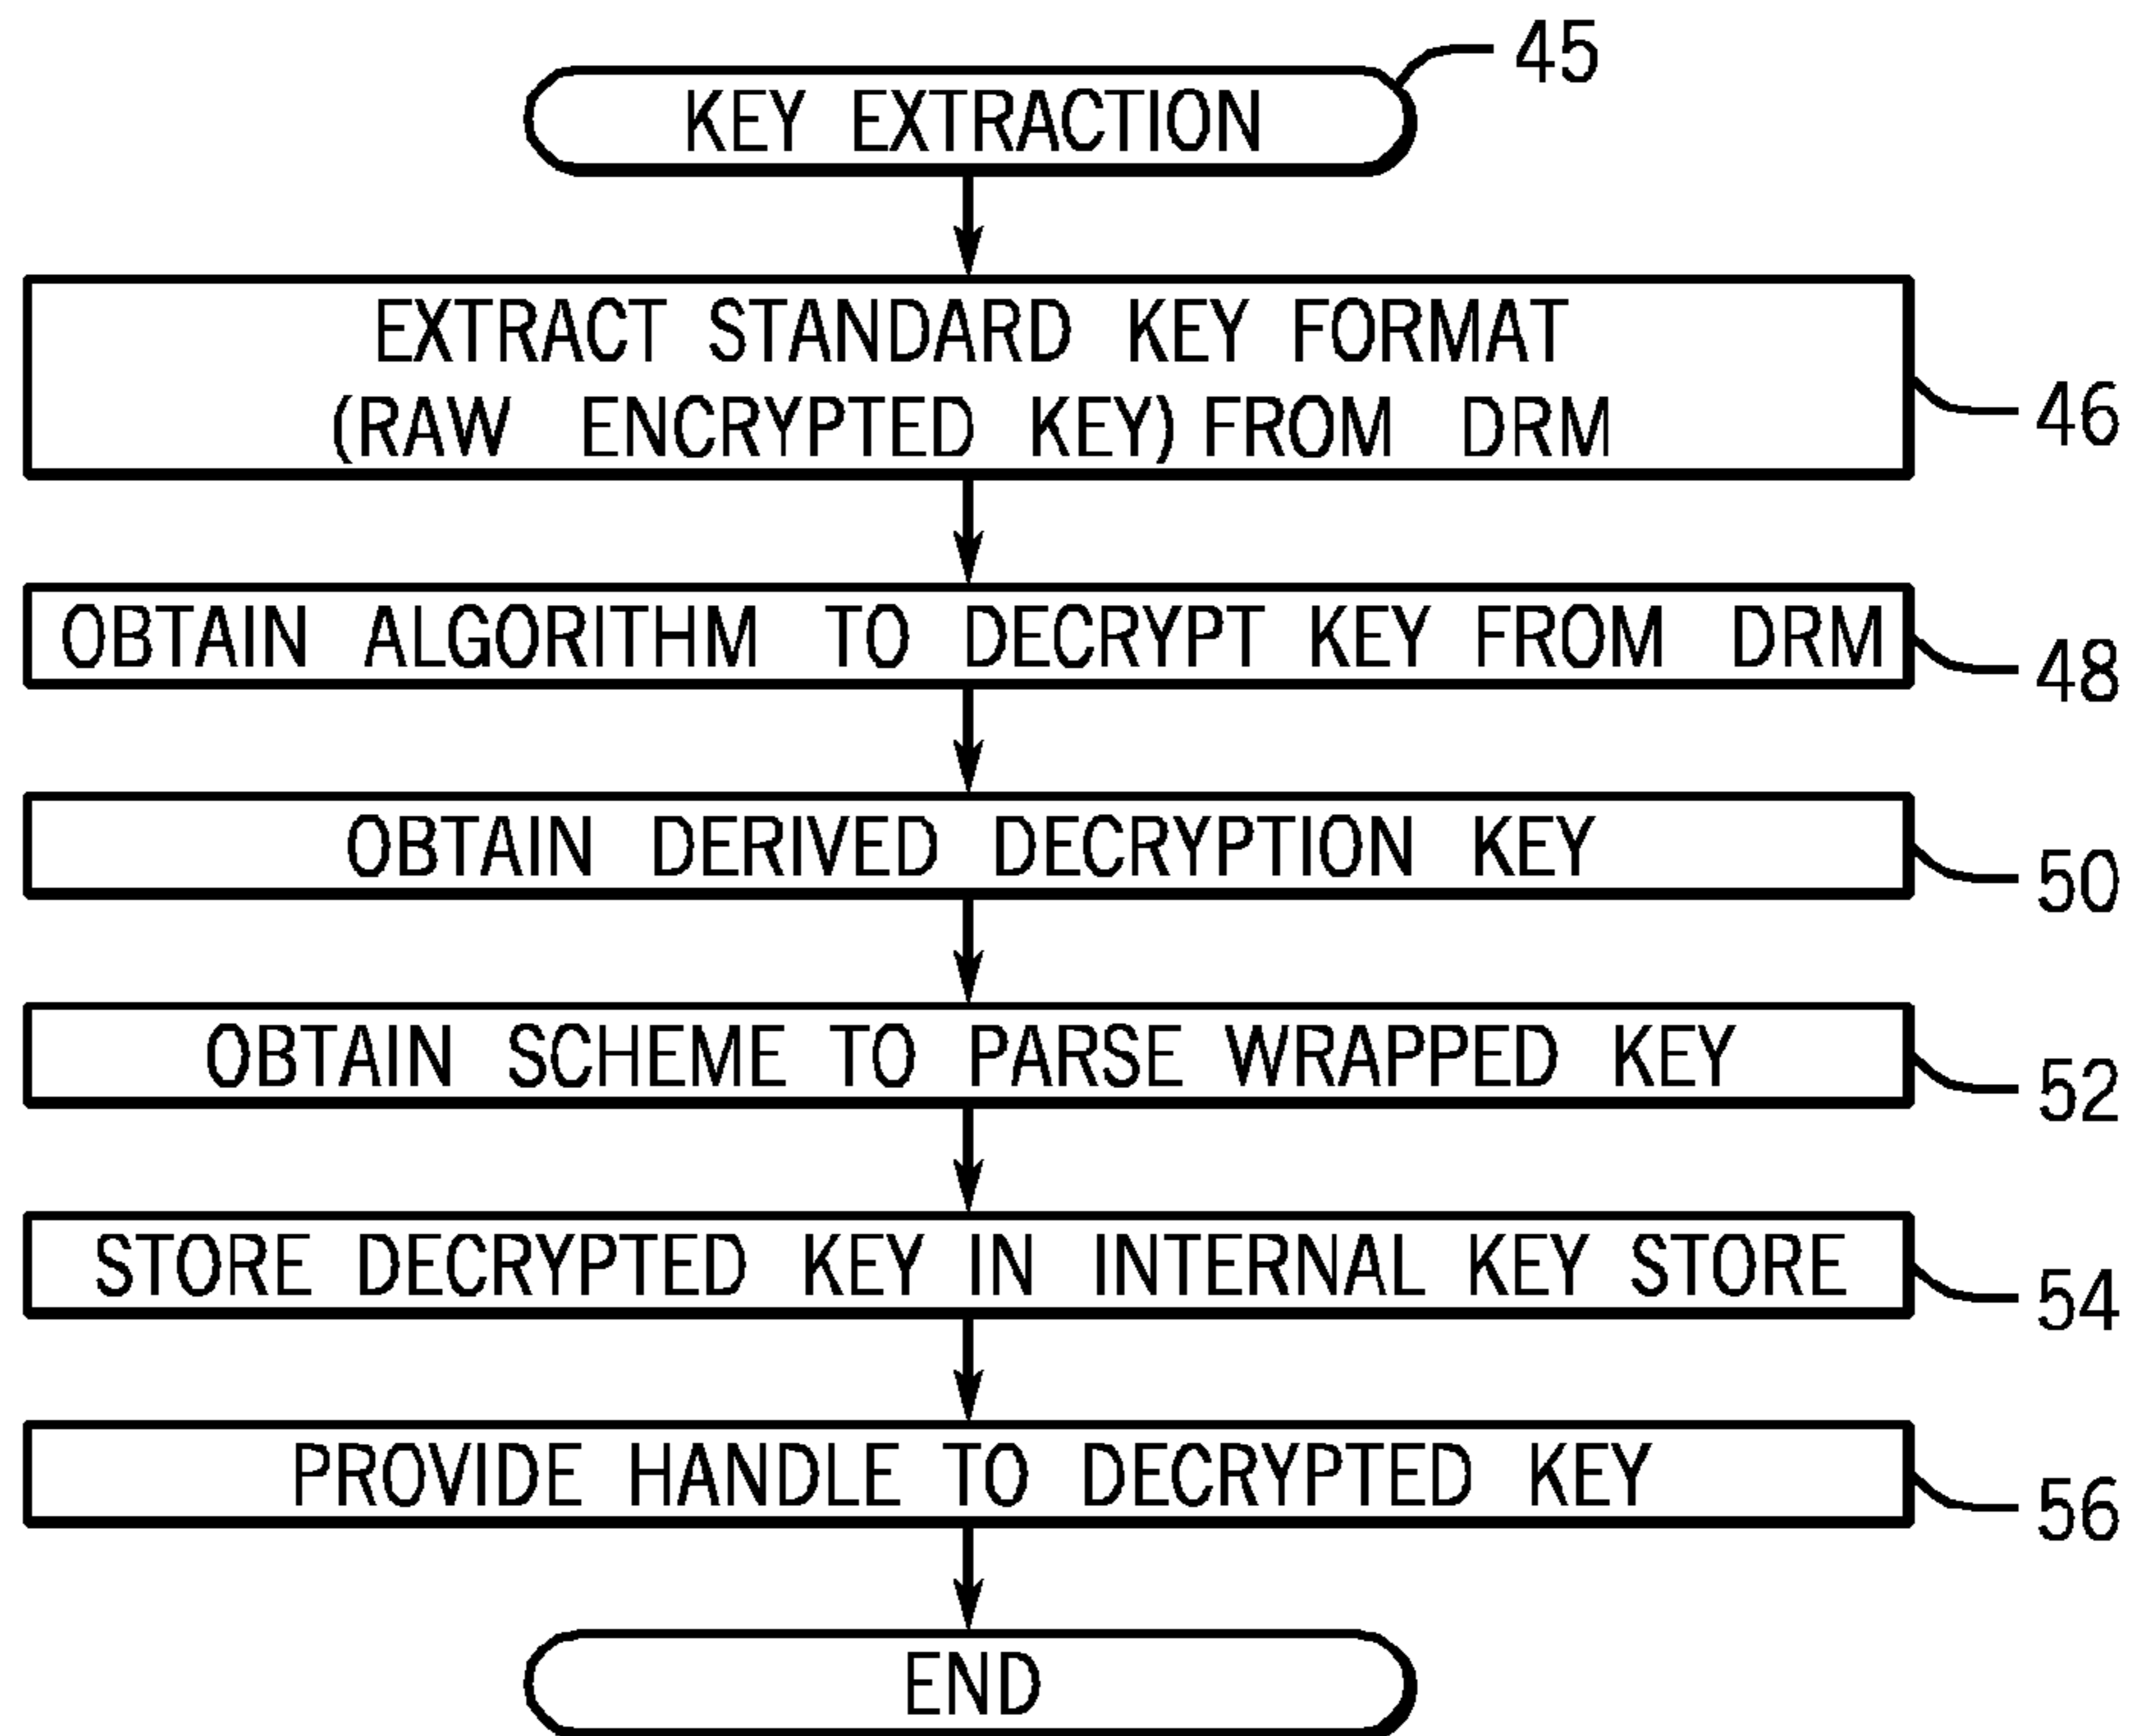 KEY EXTRACTION
45
EXTRACT STANDARD KEY FORMAT
(RAW ENCRYPTED KEY) FROM DRM
46
OBTAIN ALGORITHM TO DECRYPT KEY FROM DRM
48
OBTAIN DERIVED DECRYPTION KEY
50
OBTAIN SCHEME TO PARSE WRAPPED KEY
52
STORE DECRYPTED KEY IN INTERNAL KEY STORE
54
PROVIDE HANDLE TO DECRYPTED KEY
56
END